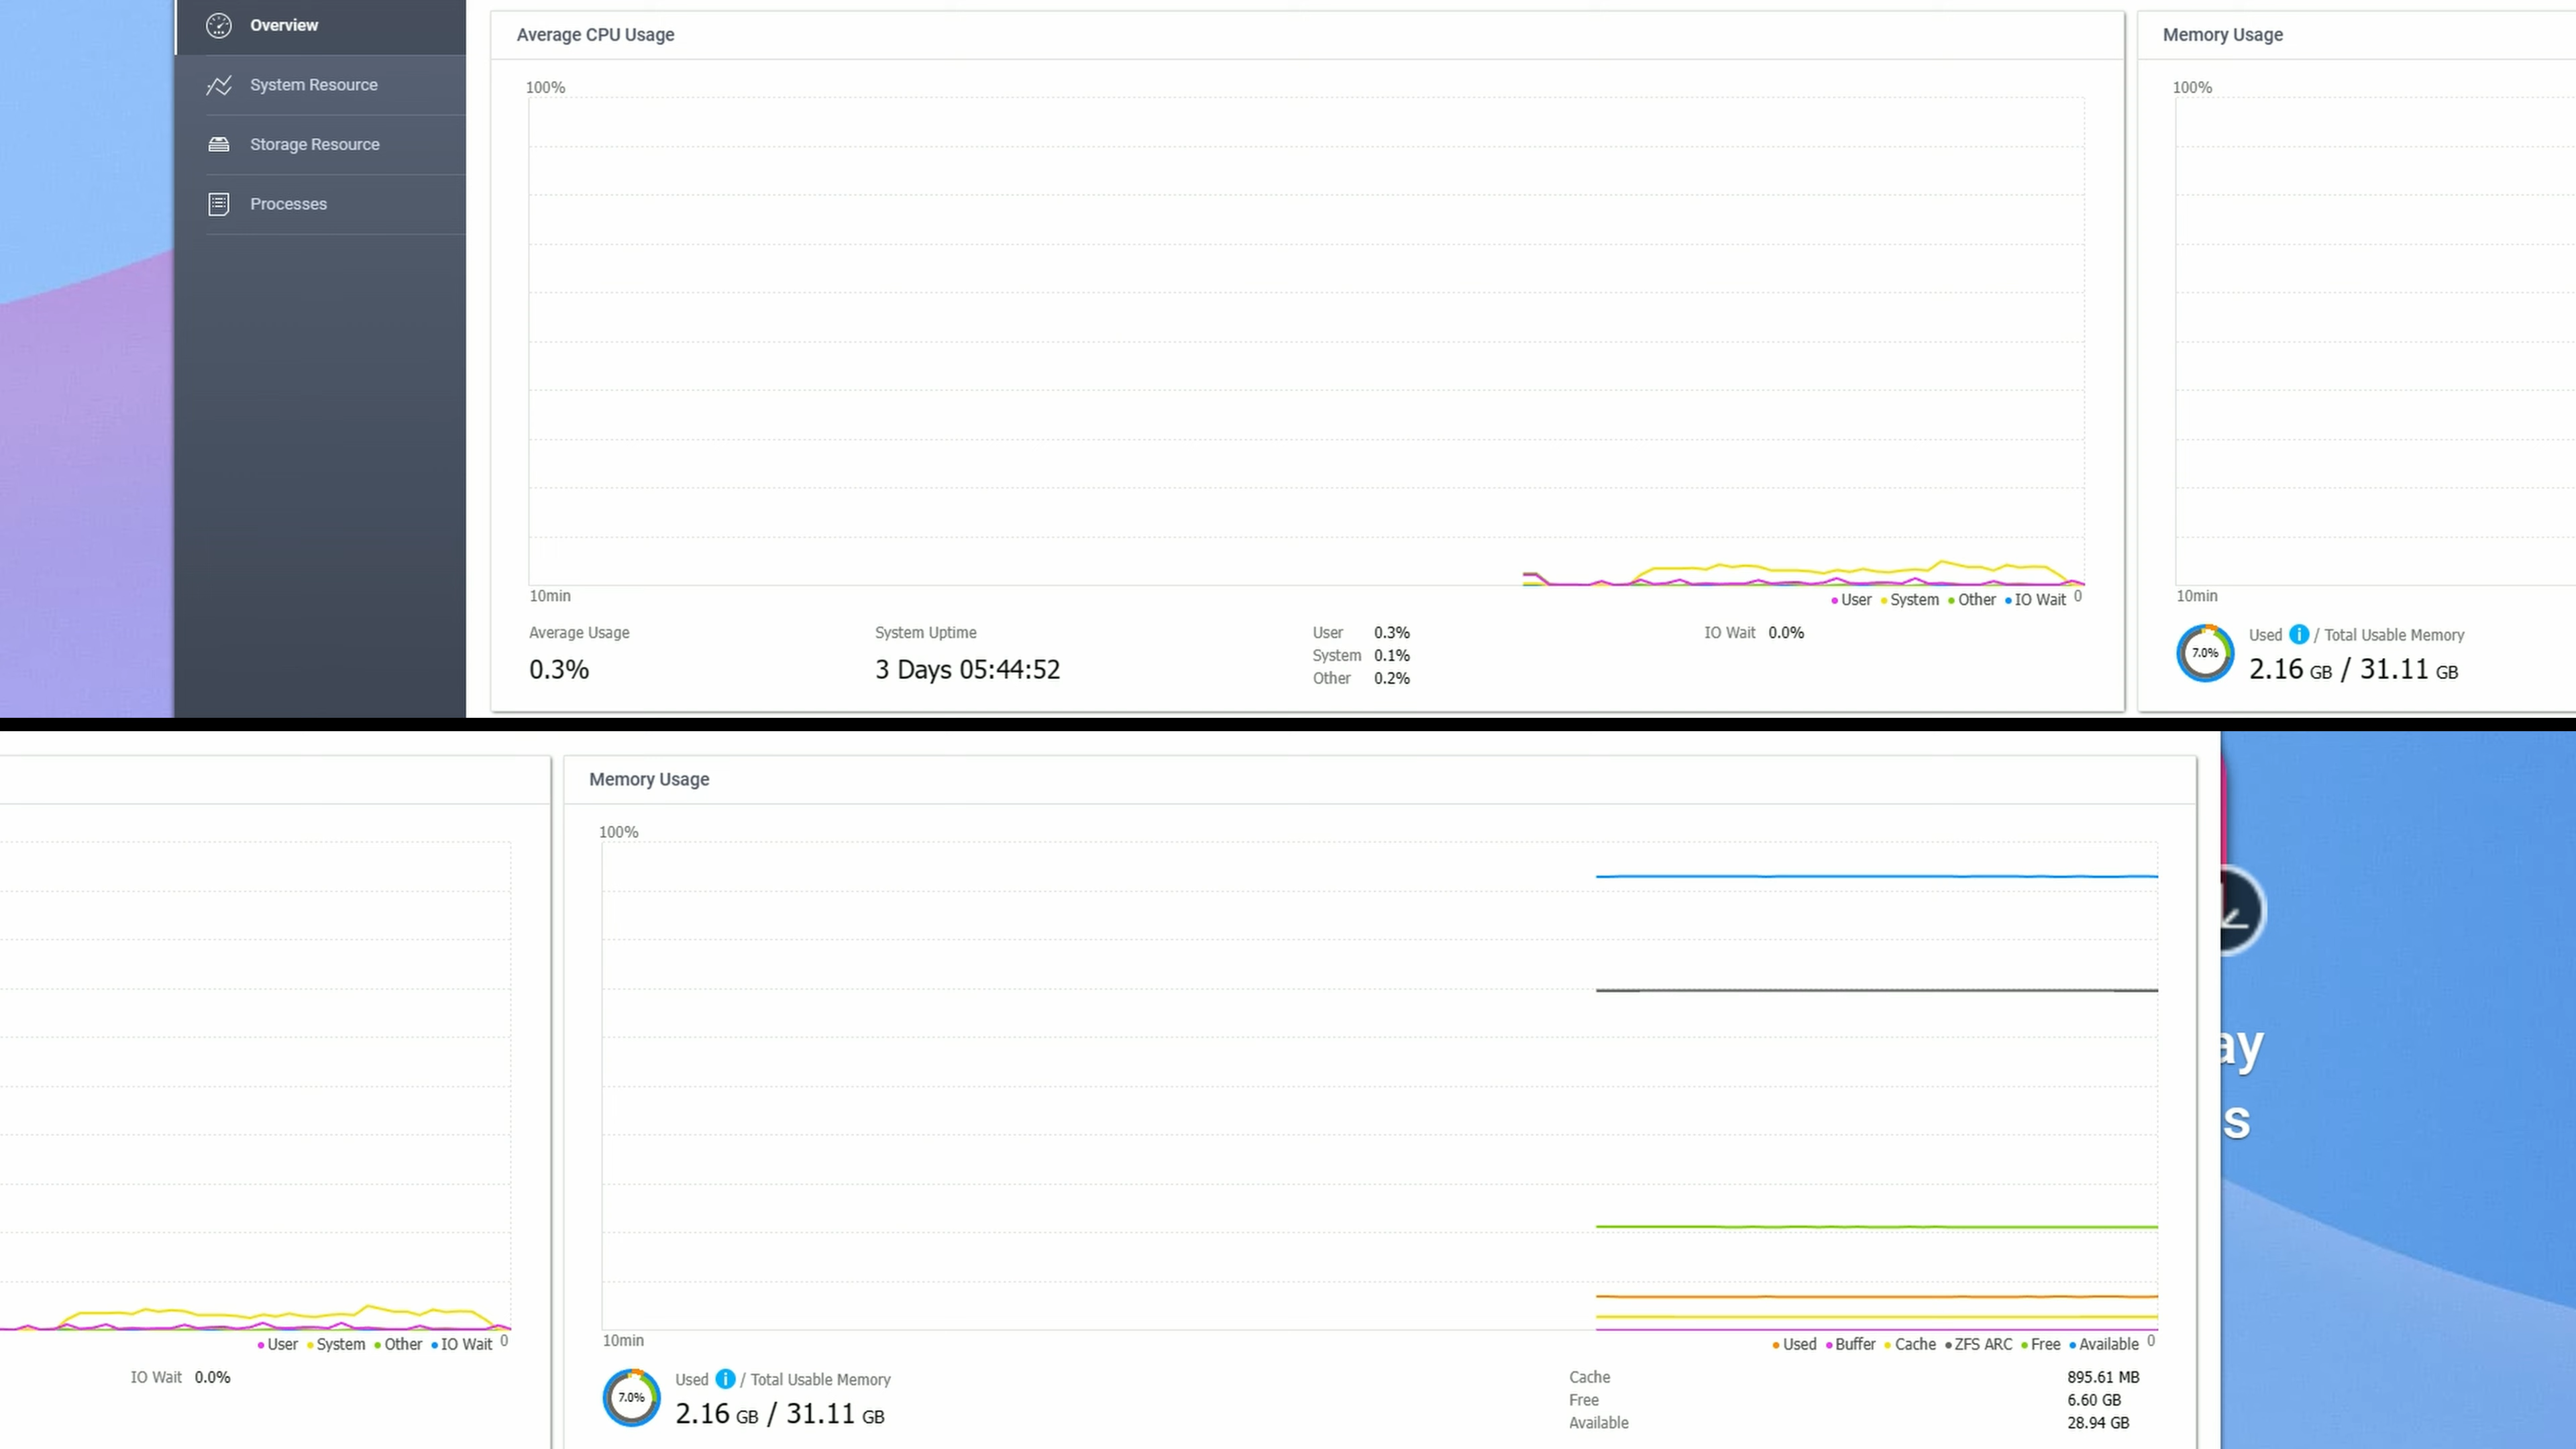 Overview
System Resource
Storage Resource
Processes
Average CPU Usage
100%
10min
User System Other IO Wait 0
Average Usage
0.3%
System Uptime
3 Days 05:44:52
User 0.3%
System 0.1%
Other 0.2%
IO Wait 0.0%
Memory Usage
100%
10min
7.0%
Used i / Total Usable Memory
2.16 GB / 31.11 GB
User System Other IO Wait 0
IO Wait 0.0%
Memory Usage
100%
10min
Used Buffer Cache ZFS ARC Free Available 0
7.0%
Used i / Total Usable Memory
2.16 GB / 31.11 GB
Cache 895.61 MB
Free 6.60 GB
Available 28.94 GB
ay
s